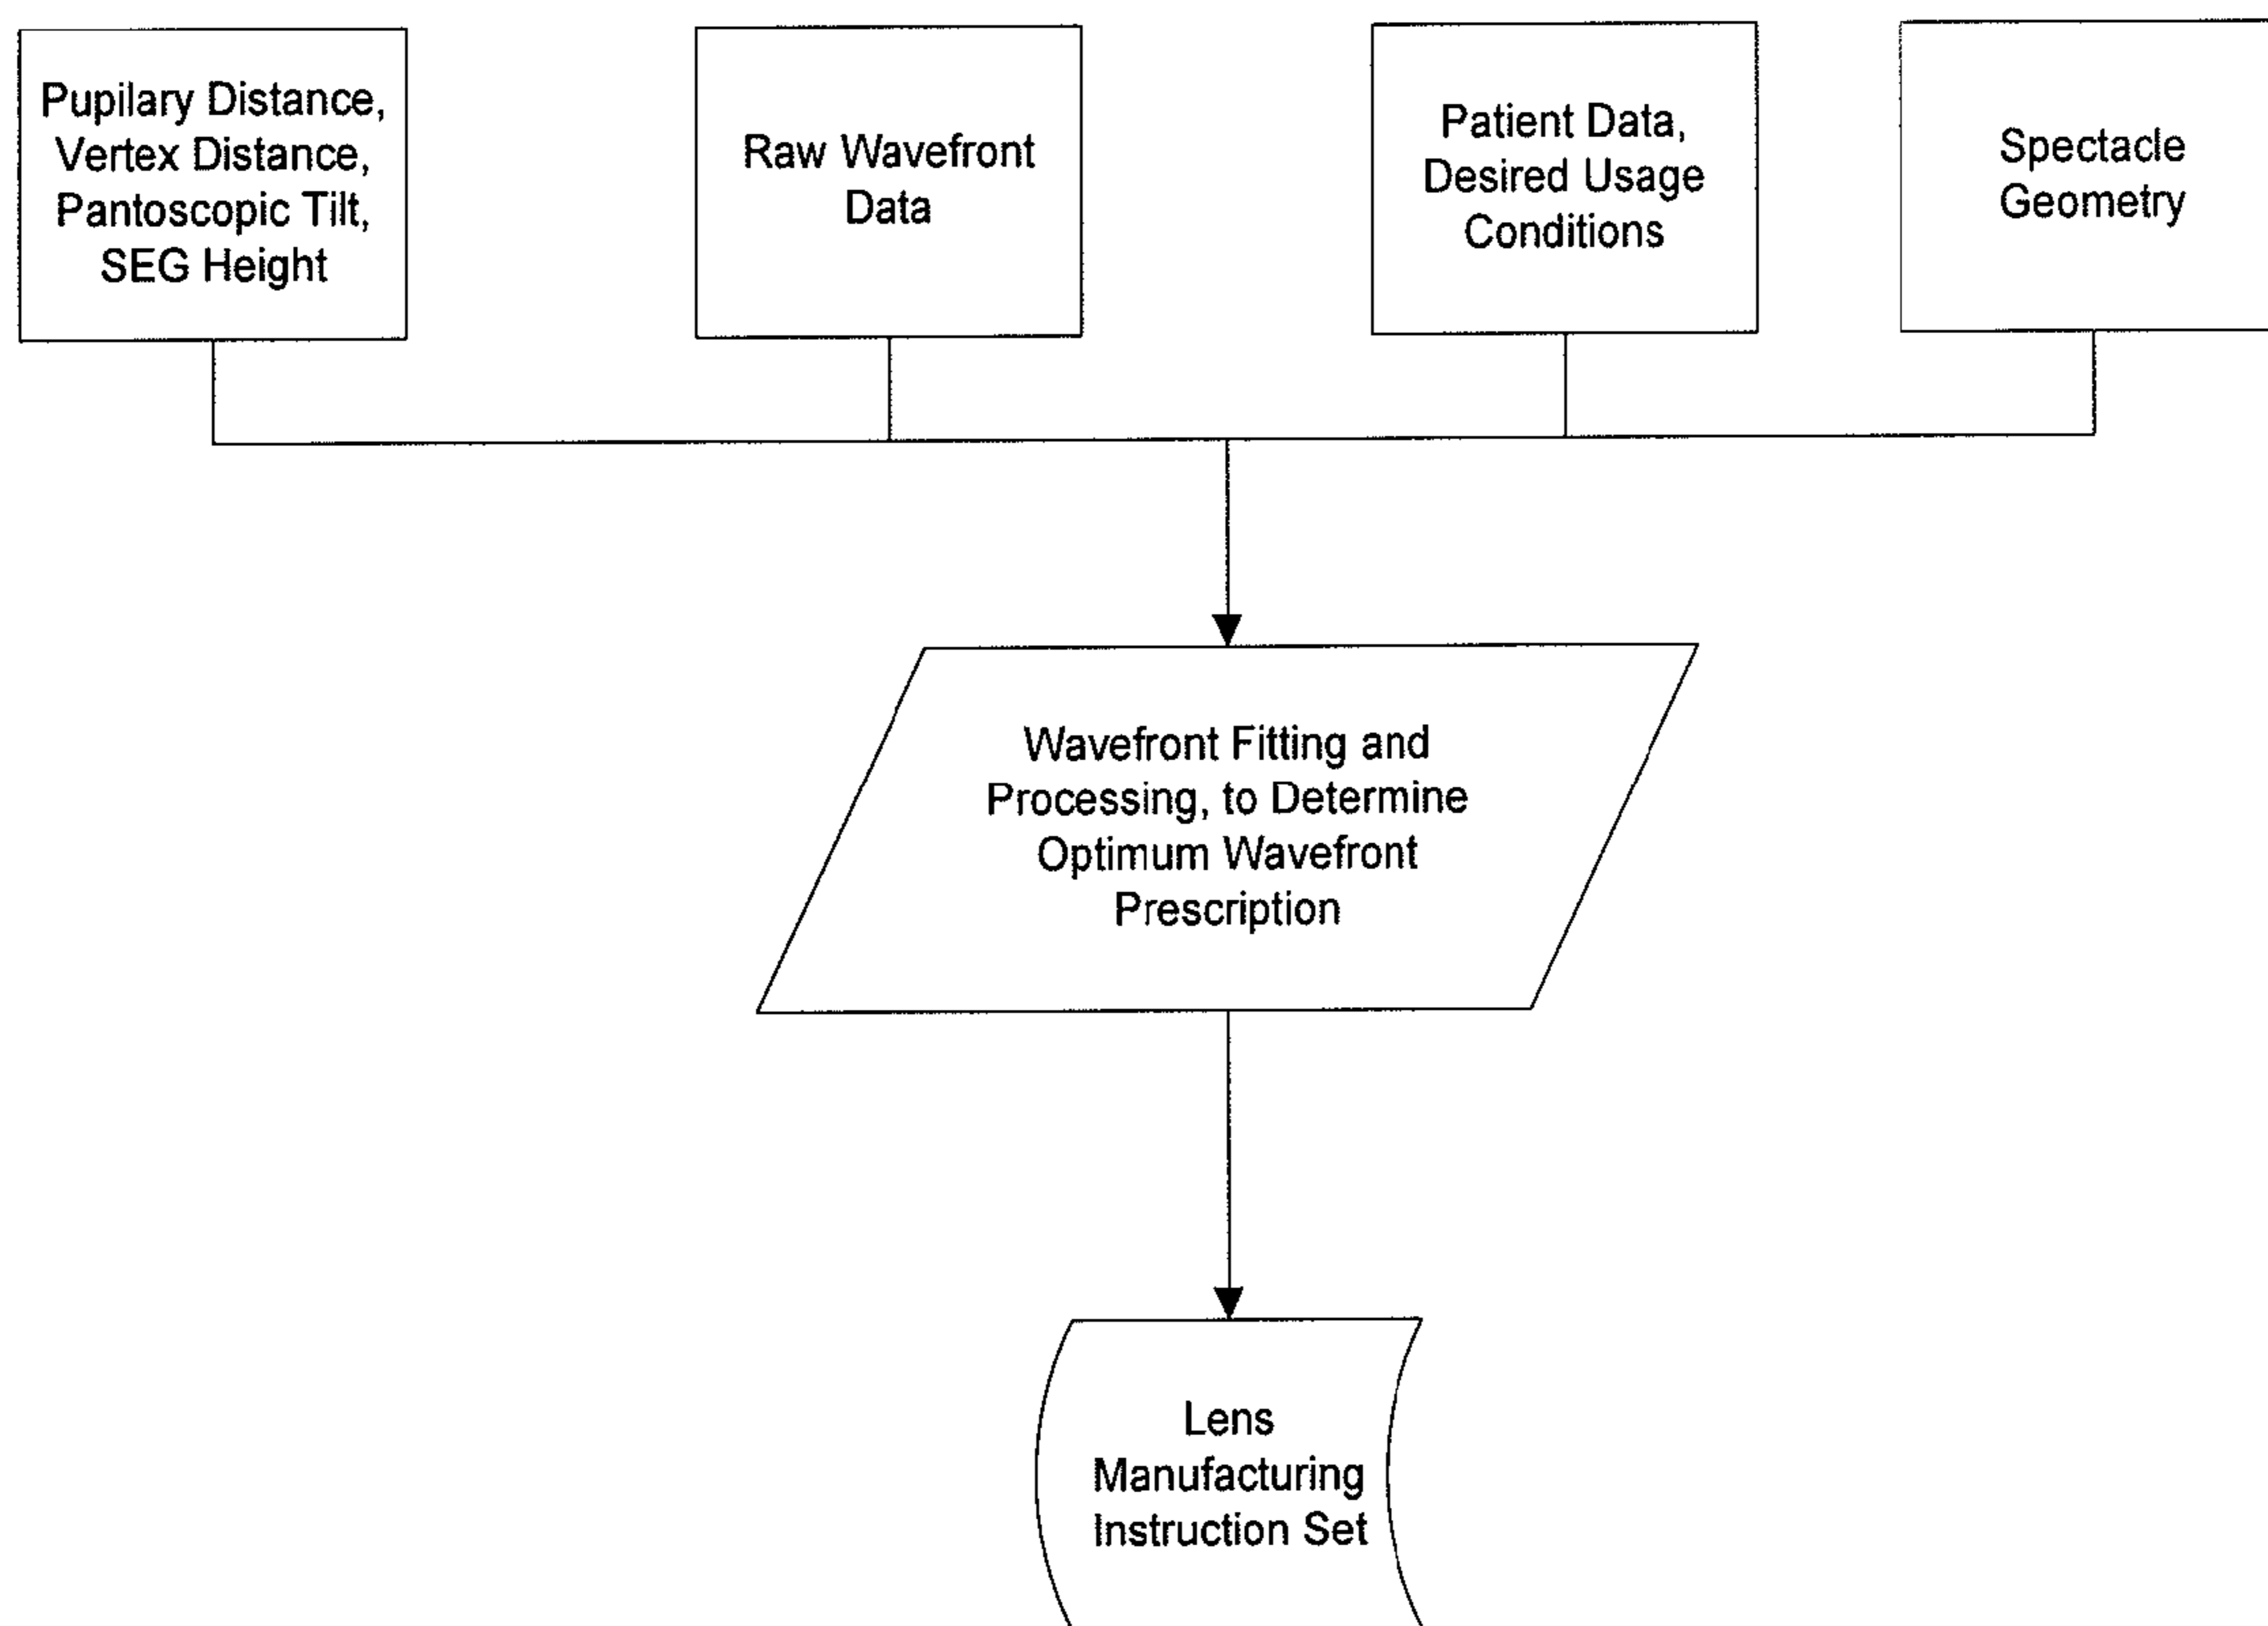 Pupilary Distance,
Vertex Distance,
Pantoscopic Tilt,
SEG Height
Raw Wavefront
Data
Patient Data,
Desired Usage
Conditions
Spectacle
Geometry
Wavefront Fitting and
Processing, to Determine
Optimum Wavefront
Prescription
Lens
Manufacturing
Instruction Set